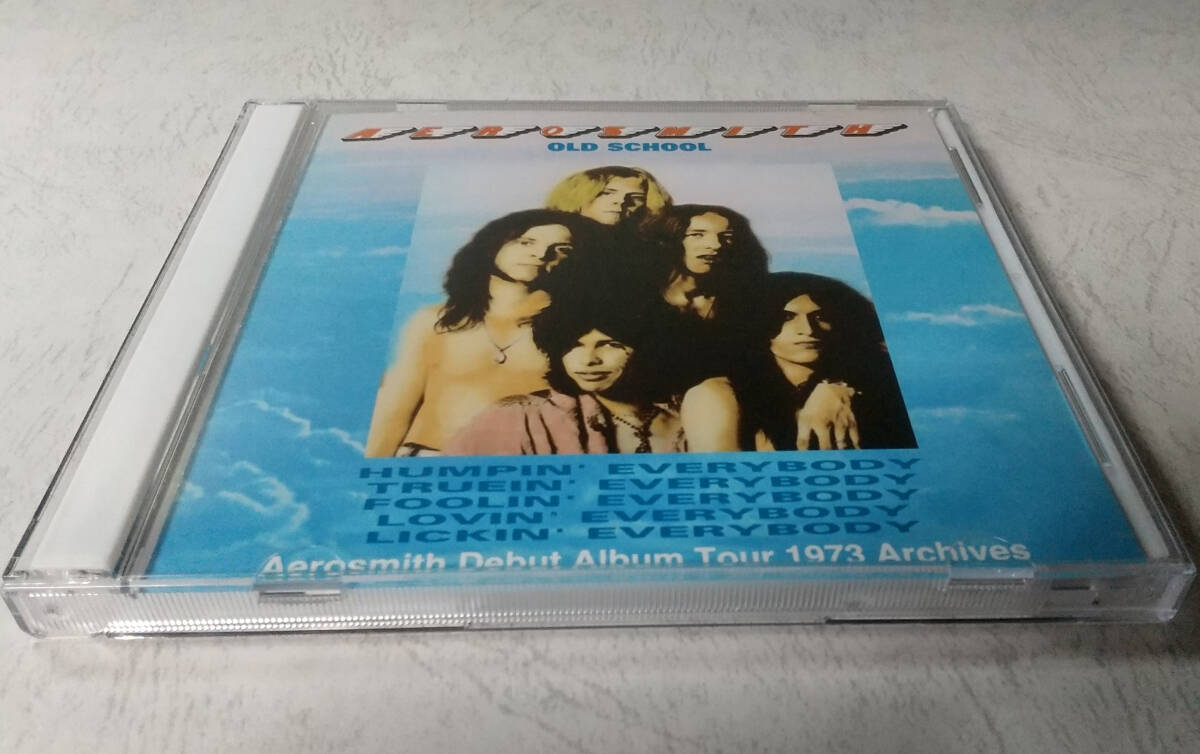 AEROSMITH
OLD SCHOOL
HUMPIN' EVERYBODY
TRUEIN' EVERYBODY
FOOLIN' EVERYBODY
LOVIN' EVERYBODY
LICKIN' EVERYBODY
Aerosmith Debut Album Tour 1973 Archives